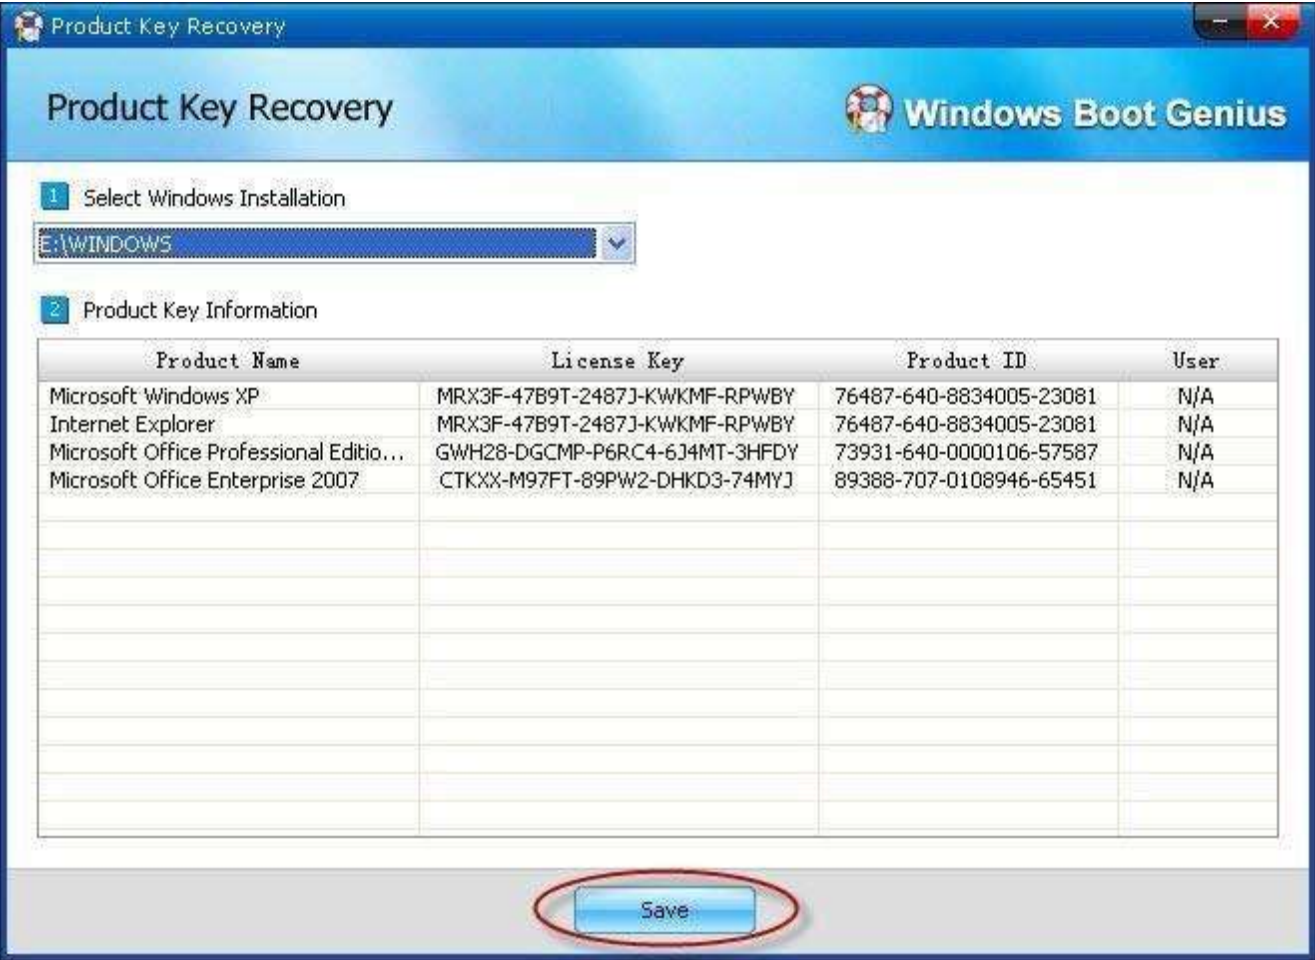 Product Key Recovery
Product Key Recovery
Windows Boot Genius
1 Select Windows Installation
E:\WINDOWS
2 Product Key Information
Product Name License Key Product ID User
Microsoft Windows XP MRX3F-47B9T-2487J-KWKMF-RPWBY 76487-640-8834005-23081 N/A
Internet Explorer MRX3F-47B9T-2487J-KWKMF-RPWBY 76487-640-8834005-23081 N/A
Microsoft Office Professional Editio... GWH28-DGCMP-P6RC4-6J4MT-3HFDY 73931-640-0000106-57587 N/A
Microsoft Office Enterprise 2007 CTKXX-M97FT-89PW2-DHKD3-74MYJ 89388-707-0108946-65451 N/A
Save